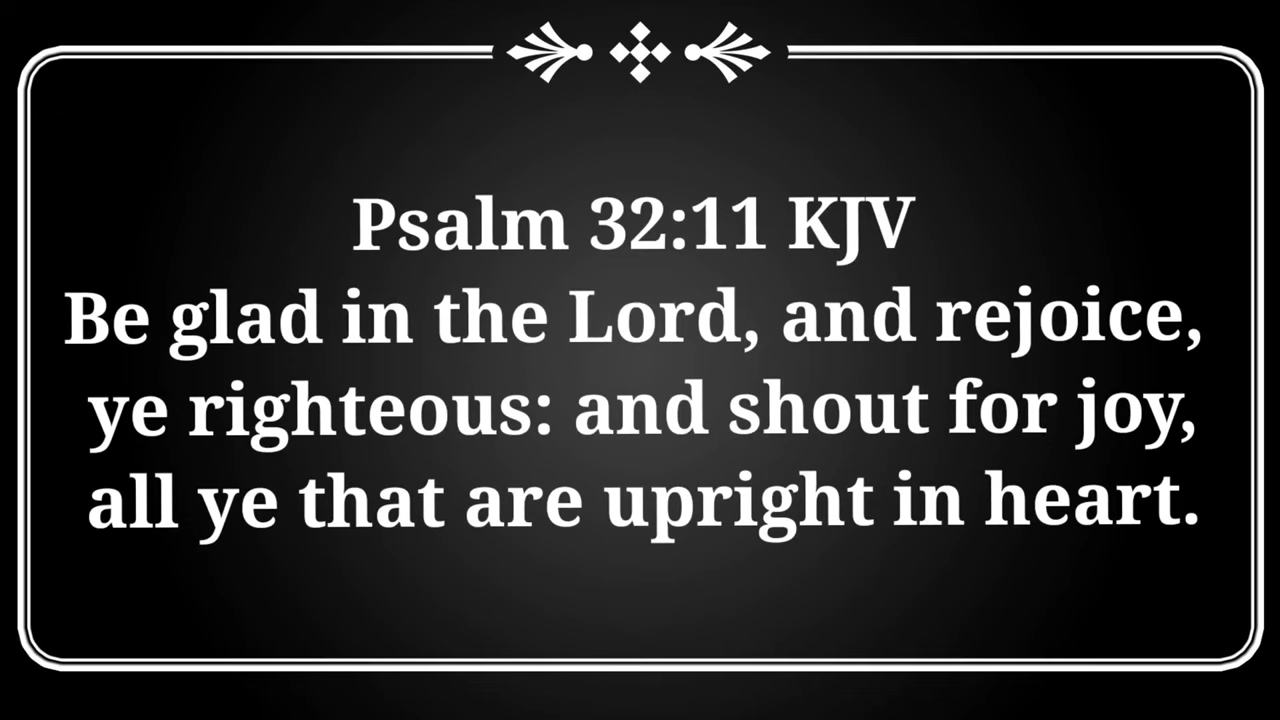 Psalm 32:11 KJV
Be glad in the Lord, and rejoice,
ye righteous: and shout for joy,
all ye that are upright in heart.